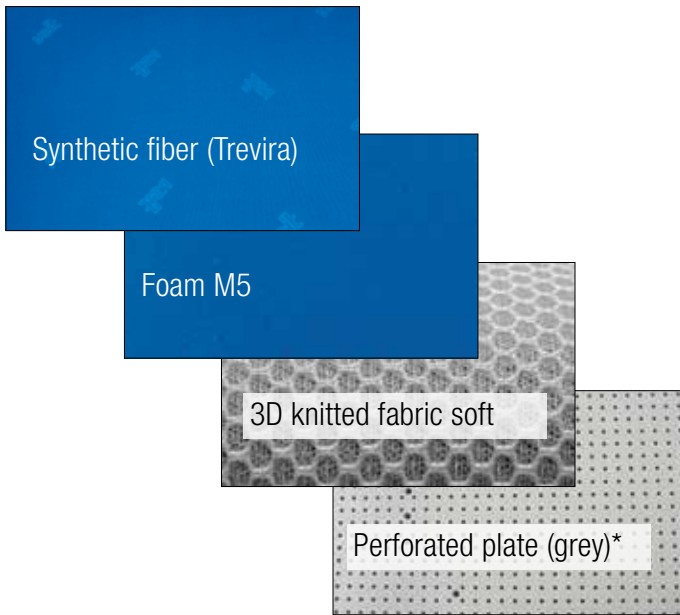 Synthetic fiber (Trevira)
Foam M5
3D knitted fabric soft
Perforated plate (grey)*